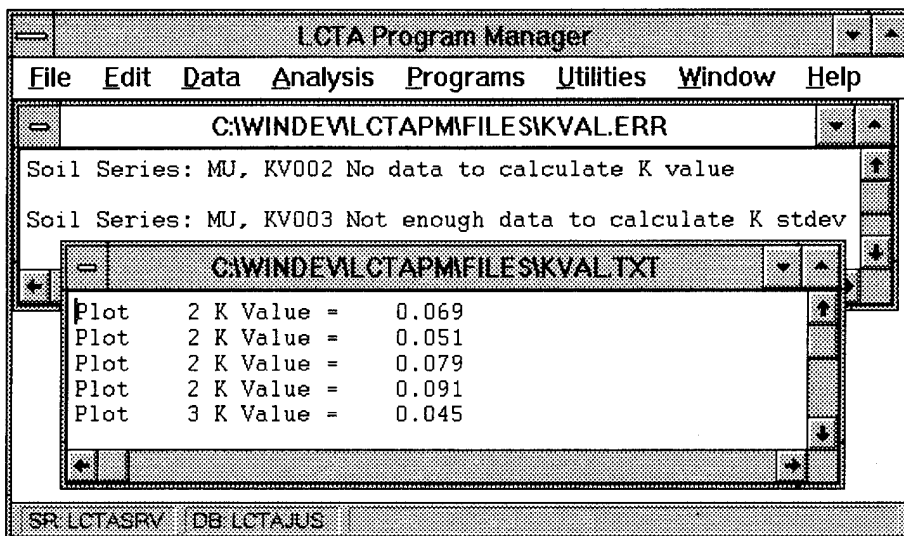 LCTA Program Manager
File Edit Data Analysis Programs Utilities Window Help
C:\WINDEV\LCTAPM\FILES\KVAL.ERR
Soil Series: MU, KV002 No data to calculate K value
Soil Series: MU, KV003 Not enough data to calculate K stdev
C:\WINDEV\LCTAPM\FILES\KVAL.TXT
Plot 2 K Value = 0.069
Plot 2 K Value = 0.051
Plot 2 K Value = 0.079
Plot 2 K Value = 0.091
Plot 3 K Value = 0.045
SR: LCTASRV DB: LCTAJUS